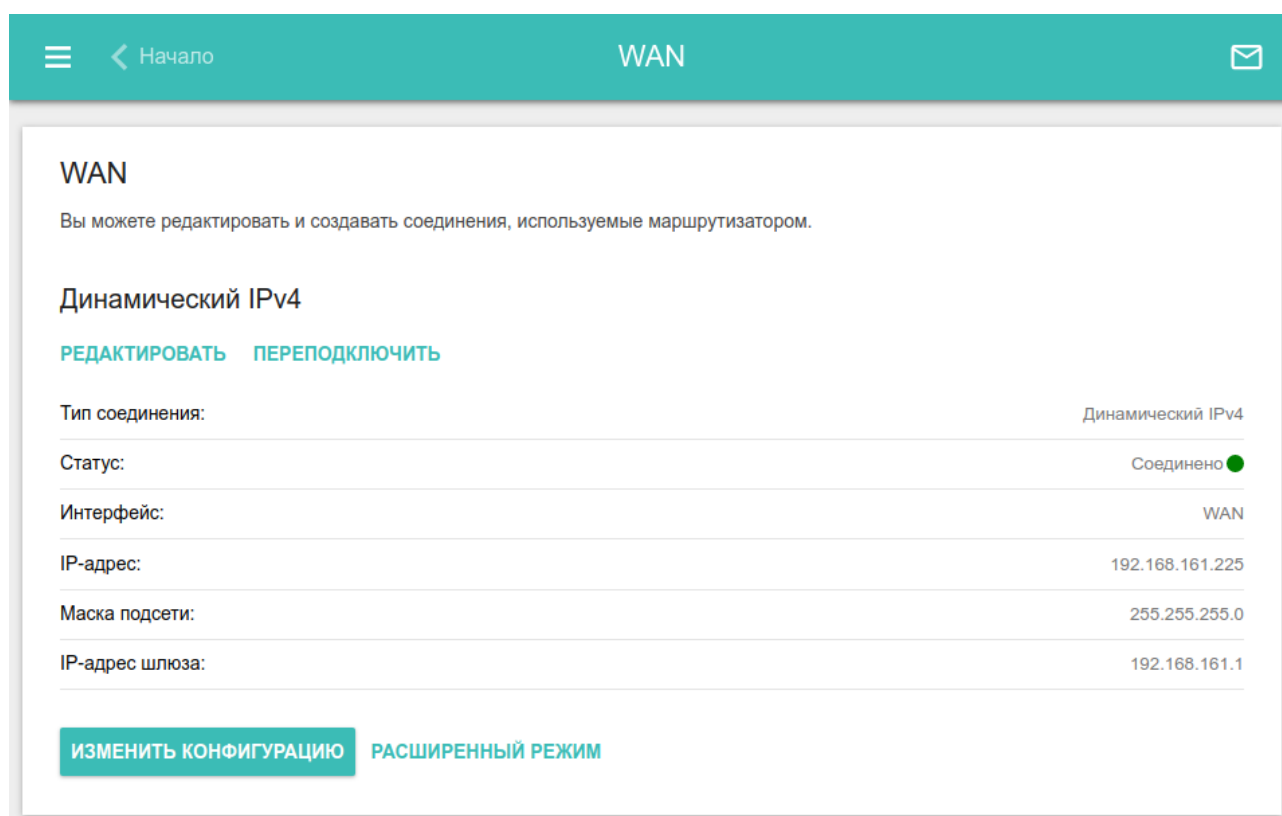 Начало WAN
WAN
Вы можете редактировать и создавать соединения, используемые маршрутизатором.
Динамический IPv4
РЕДАКТИРОВАТЬ ПЕРЕПОДКЛЮЧИТЬ
Тип соединения: Динамический IPv4
Статус: Соединено
Интерфейс: WAN
IP-адрес: 192.168.161.225
Маска подсети: 255.255.255.0
IP-адрес шлюза: 192.168.161.1
ИЗМЕНИТЬ КОНФИГУРАЦИЮ РАСШИРЕННЫЙ РЕЖИМ